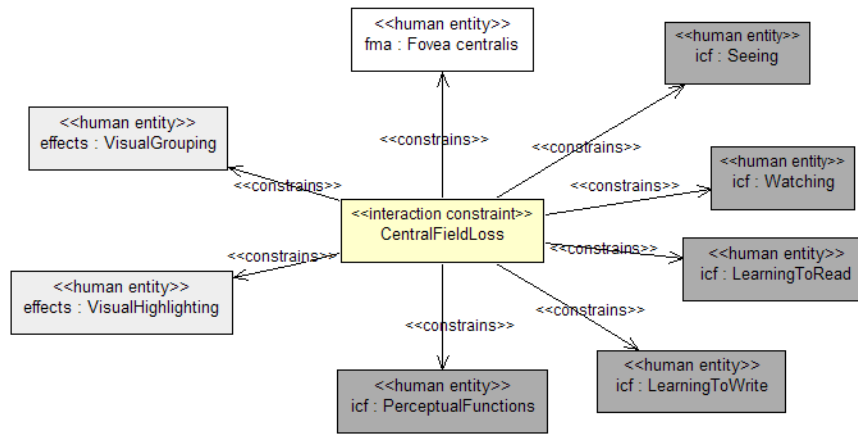 <<human entity>>
fma : Fovea centralis
<<human entity>>
icf : Seeing
<<human entity>>
effects : VisualGrouping
<<constrains>>
<<constrains>>
<<human entity>>
icf : Watching
<<constrains>>
<<constrains>>
<<interaction constraint>>
CentralFieldLoss
<<constrains>>
<<human entity>>
icf : LearningToRead
<<constrains>>
<<human entity>>
effects : VisualHighlighting
<<constrains>>
<<constrains>>
<<human entity>>
icf : LearningToWrite
<<human entity>>
icf : PerceptualFunctions